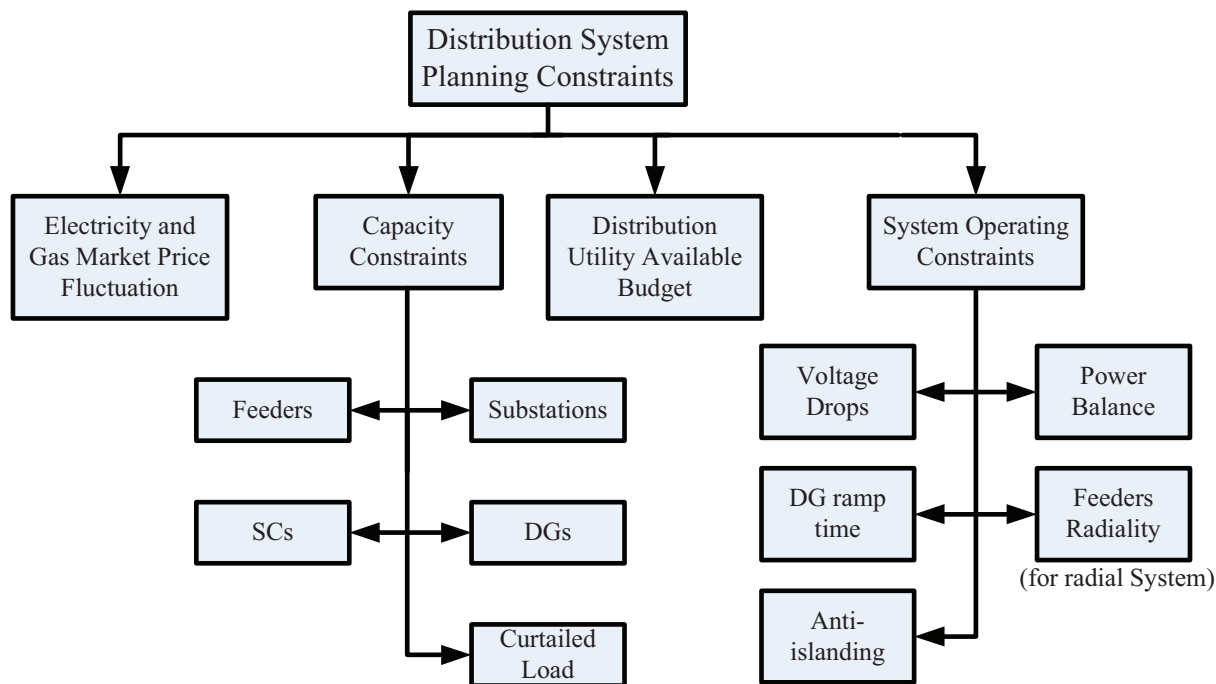 Distribution System
Planning Constraints
Electricity and
Gas Market Price
Fluctuation
Capacity
Constraints
Distribution
Utility Available
Budget
System Operating
Constraints
Feeders
Substations
SCs
DGs
Curtailed
Load
Voltage
Drops
Power
Balance
DG ramp
time
Feeders
Radiality
(for radial System)
Anti-
islanding